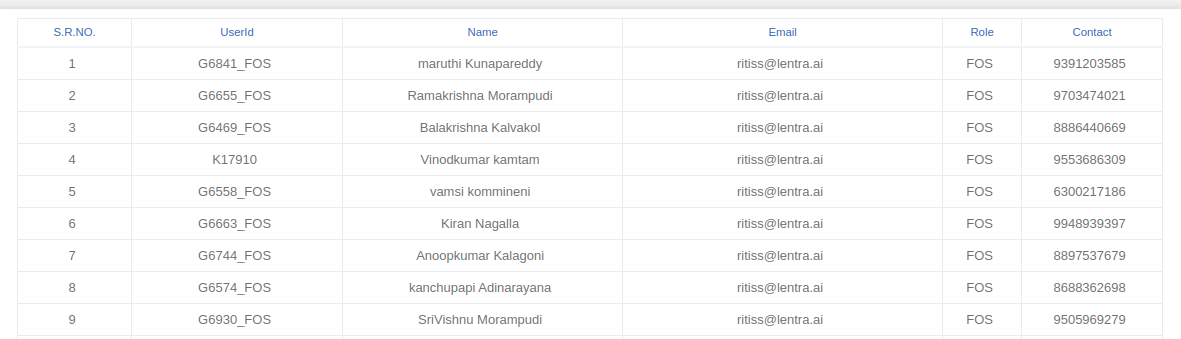 S.R.NO. UserId Name Email Role Contact
1 G6841_FOS maruthi Kunapareddy ritiss@lentra.ai FOS 9391203585
2 G6655_FOS Ramakrishna Morampudi ritiss@lentra.ai FOS 9703474021
3 G6469_FOS Balakrishna Kalvakol ritiss@lentra.ai FOS 8886440669
4 K17910 Vinodkumar kamtam ritiss@lentra.ai FOS 9553686309
5 G6558_FOS vamsi kommineni ritiss@lentra.ai FOS 6300217186
6 G6663_FOS Kiran Nagalla ritiss@lentra.ai FOS 9948939397
7 G6744_FOS Anoopkumar Kalagoni ritiss@lentra.ai FOS 8897537679
8 G6574_FOS kanchupapi Adinarayana ritiss@lentra.ai FOS 8688362698
9 G6930_FOS SriVishnu Morampudi ritiss@lentra.ai FOS 9505969279